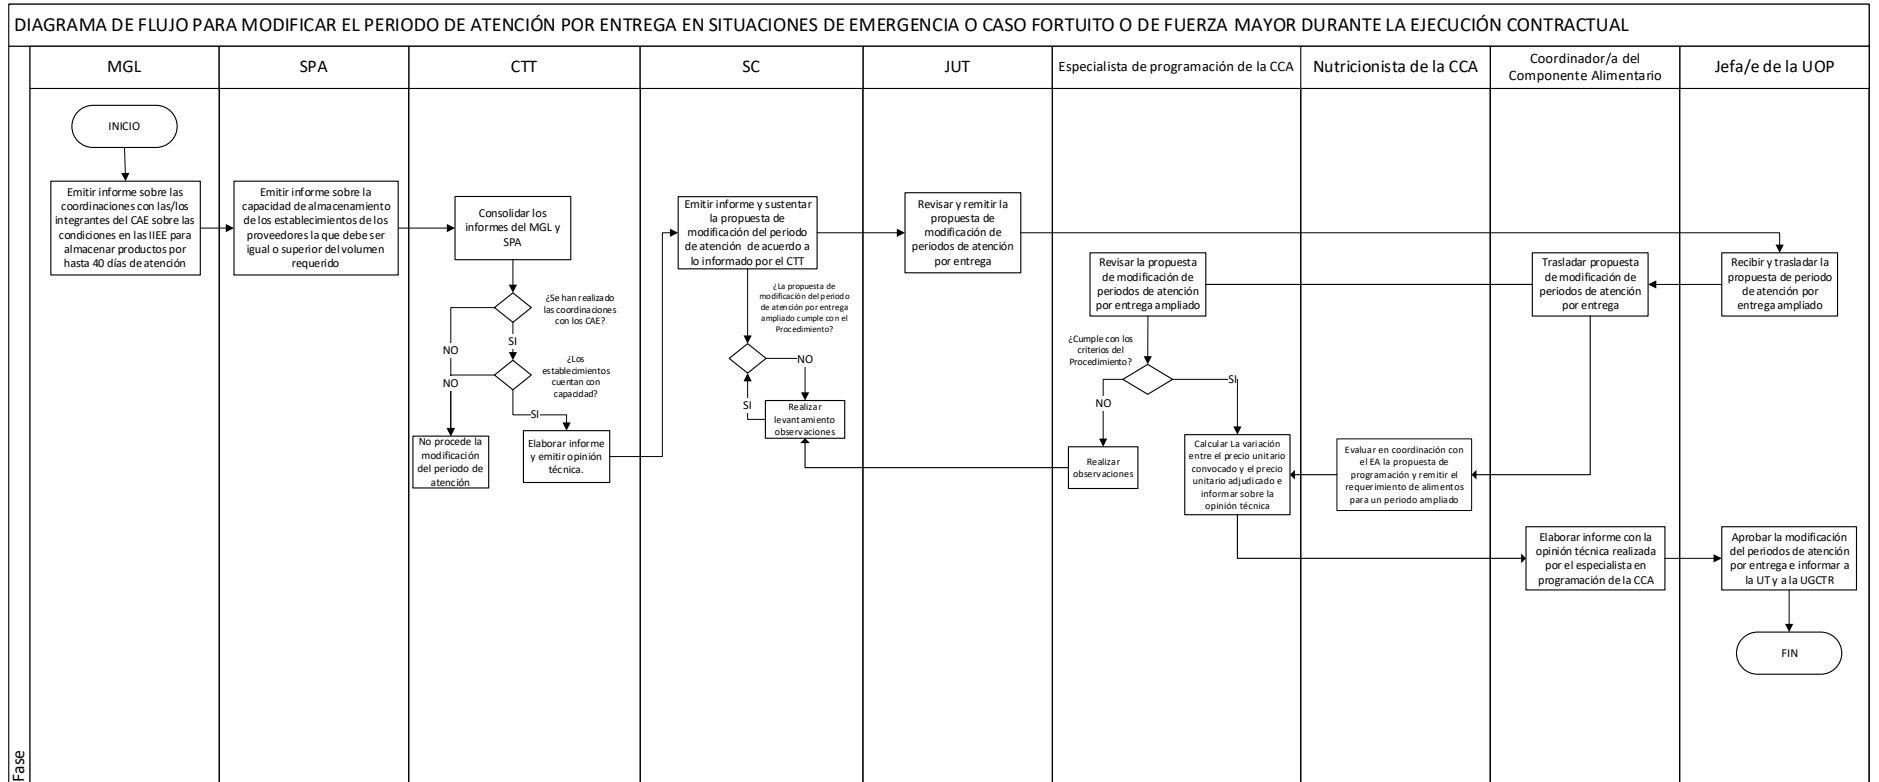 DIAGRAMA DE FLUJO PARA MODIFICAR EL PERIODO DE ATENCIÓN POR ENTREGA EN SITUACIONES DE EMERGENCIA O CASO FORTUITO O DE FUERZA MAYOR DURANTE LA EJECUCIÓN CONTRACTUAL
Fase
MGL
SPA
CTT
SC
JUT
Especialista de programación de la CCA
Nutricionista de la CCA
Coordinador/a del
Componente Alimentario
Jefa/e de la UOP
INICIO
Emitir informe sobre las
coordinaciones con las/los
integrantes del CAE sobre las
condiciones en las IIEE para
almacenar productos por
hasta 40 días de atención
Emitir informe sobre la
capacidad de almacenamiento
de los establecimientos de los
proveedores la que debe ser
igual o superior del volumen
requerido
Consolidar los
informes del MGL y
SPA
¿Se han realizado
las coordinaciones
con los CAE?
SI
NO
¿Los
establecimientos
cuentan con
capacidad?
NO
SI
No procede la
modificación
del periodo de
atención
Elaborar informe
y emitir opinión
técnica.
Emitir informe y sustentar
la propuesta de
modificación del periodo
de atención de acuerdo a
lo informado por el CTT
¿La propuesta de
modificación del periodo
de atención por entrega
ampliado cumple con el
Procedimiento?
NO
SI
Realizar
levantamiento
observaciones
Revisar y remitir la
propuesta de
modificación de
periodos de atención
por entrega
Revisar la propuesta
de modificación de
periodos de atención
por entrega ampliado
¿Cumple con los
criterios del
Procedimiento?
SI
NO
Realizar
observaciones
Calcular La variación
entre el precio unitario
convocado y el precio
unitario adjudicado e
informar sobre la
opinión técnica
Evaluar en coordinación con
el EA la propuesta de
programación y remitir el
requerimiento de alimentos
para un periodo ampliado
Trasladar propuesta
de modificación de
periodos de atención
por entrega
Elaborar informe con la
opinión técnica realizada
por el especialista en
programación de la CCA
Recibir y trasladar la
propuesta de periodo
de atención por
entrega ampliado
Aprobar la modificación
del periodos de atención
por entrega e informar a
la UT y a la UGCTR
FIN